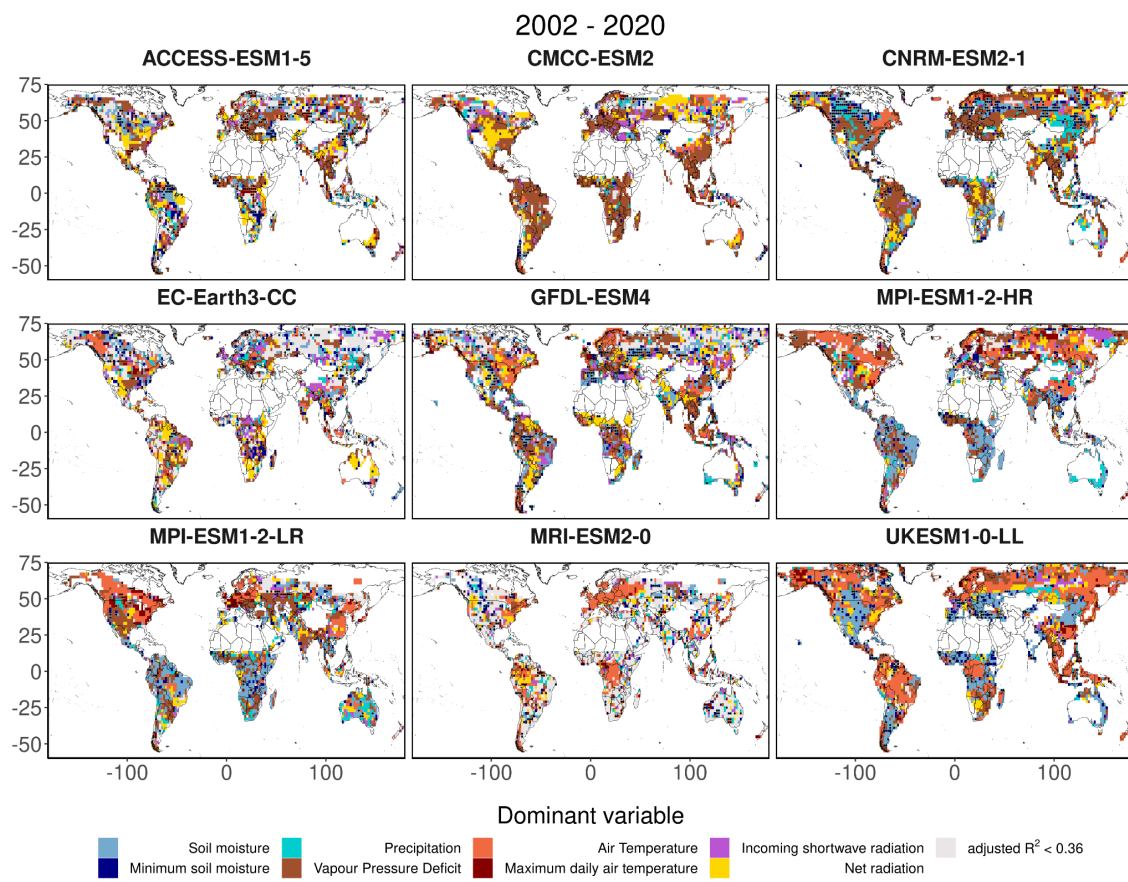 2002 - 2020
ACCESS-ESM1-5 CMCC-ESM2 CNRM-ESM2-1
75
50
25
0
-25
-50
EC-Earth3-CC GFDL-ESM4 MPI-ESM1-2-HR
75
50
25
0
-25
-50
MPI-ESM1-2-LR MRI-ESM2-0 UKESM1-0-LL
75
50
25
0
-25
-50
-100 0 100 -100 0 100 -100 0 100
Dominant variable
Soil moisture Precipitation Air Temperature Incoming shortwave radiation adjusted R² < 0.36
Minimum soil moisture Vapour Pressure Deficit Maximum daily air temperature Net radiation